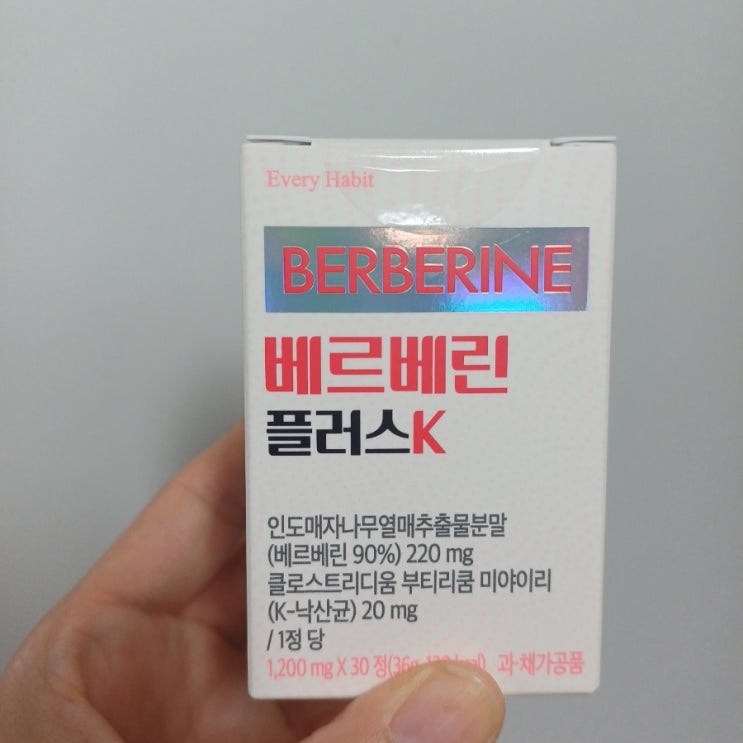 Every Habit
BERBERINE
베르베린
플러스K
인도매자나무열매추출물분말
(베르베린 90%) 220 mg
클로스트리디움 부티리쿰 미야이리
(K-낙산균) 20 mg
/1정 당
1,200 mg X 30 정(36g, 과·채가공품